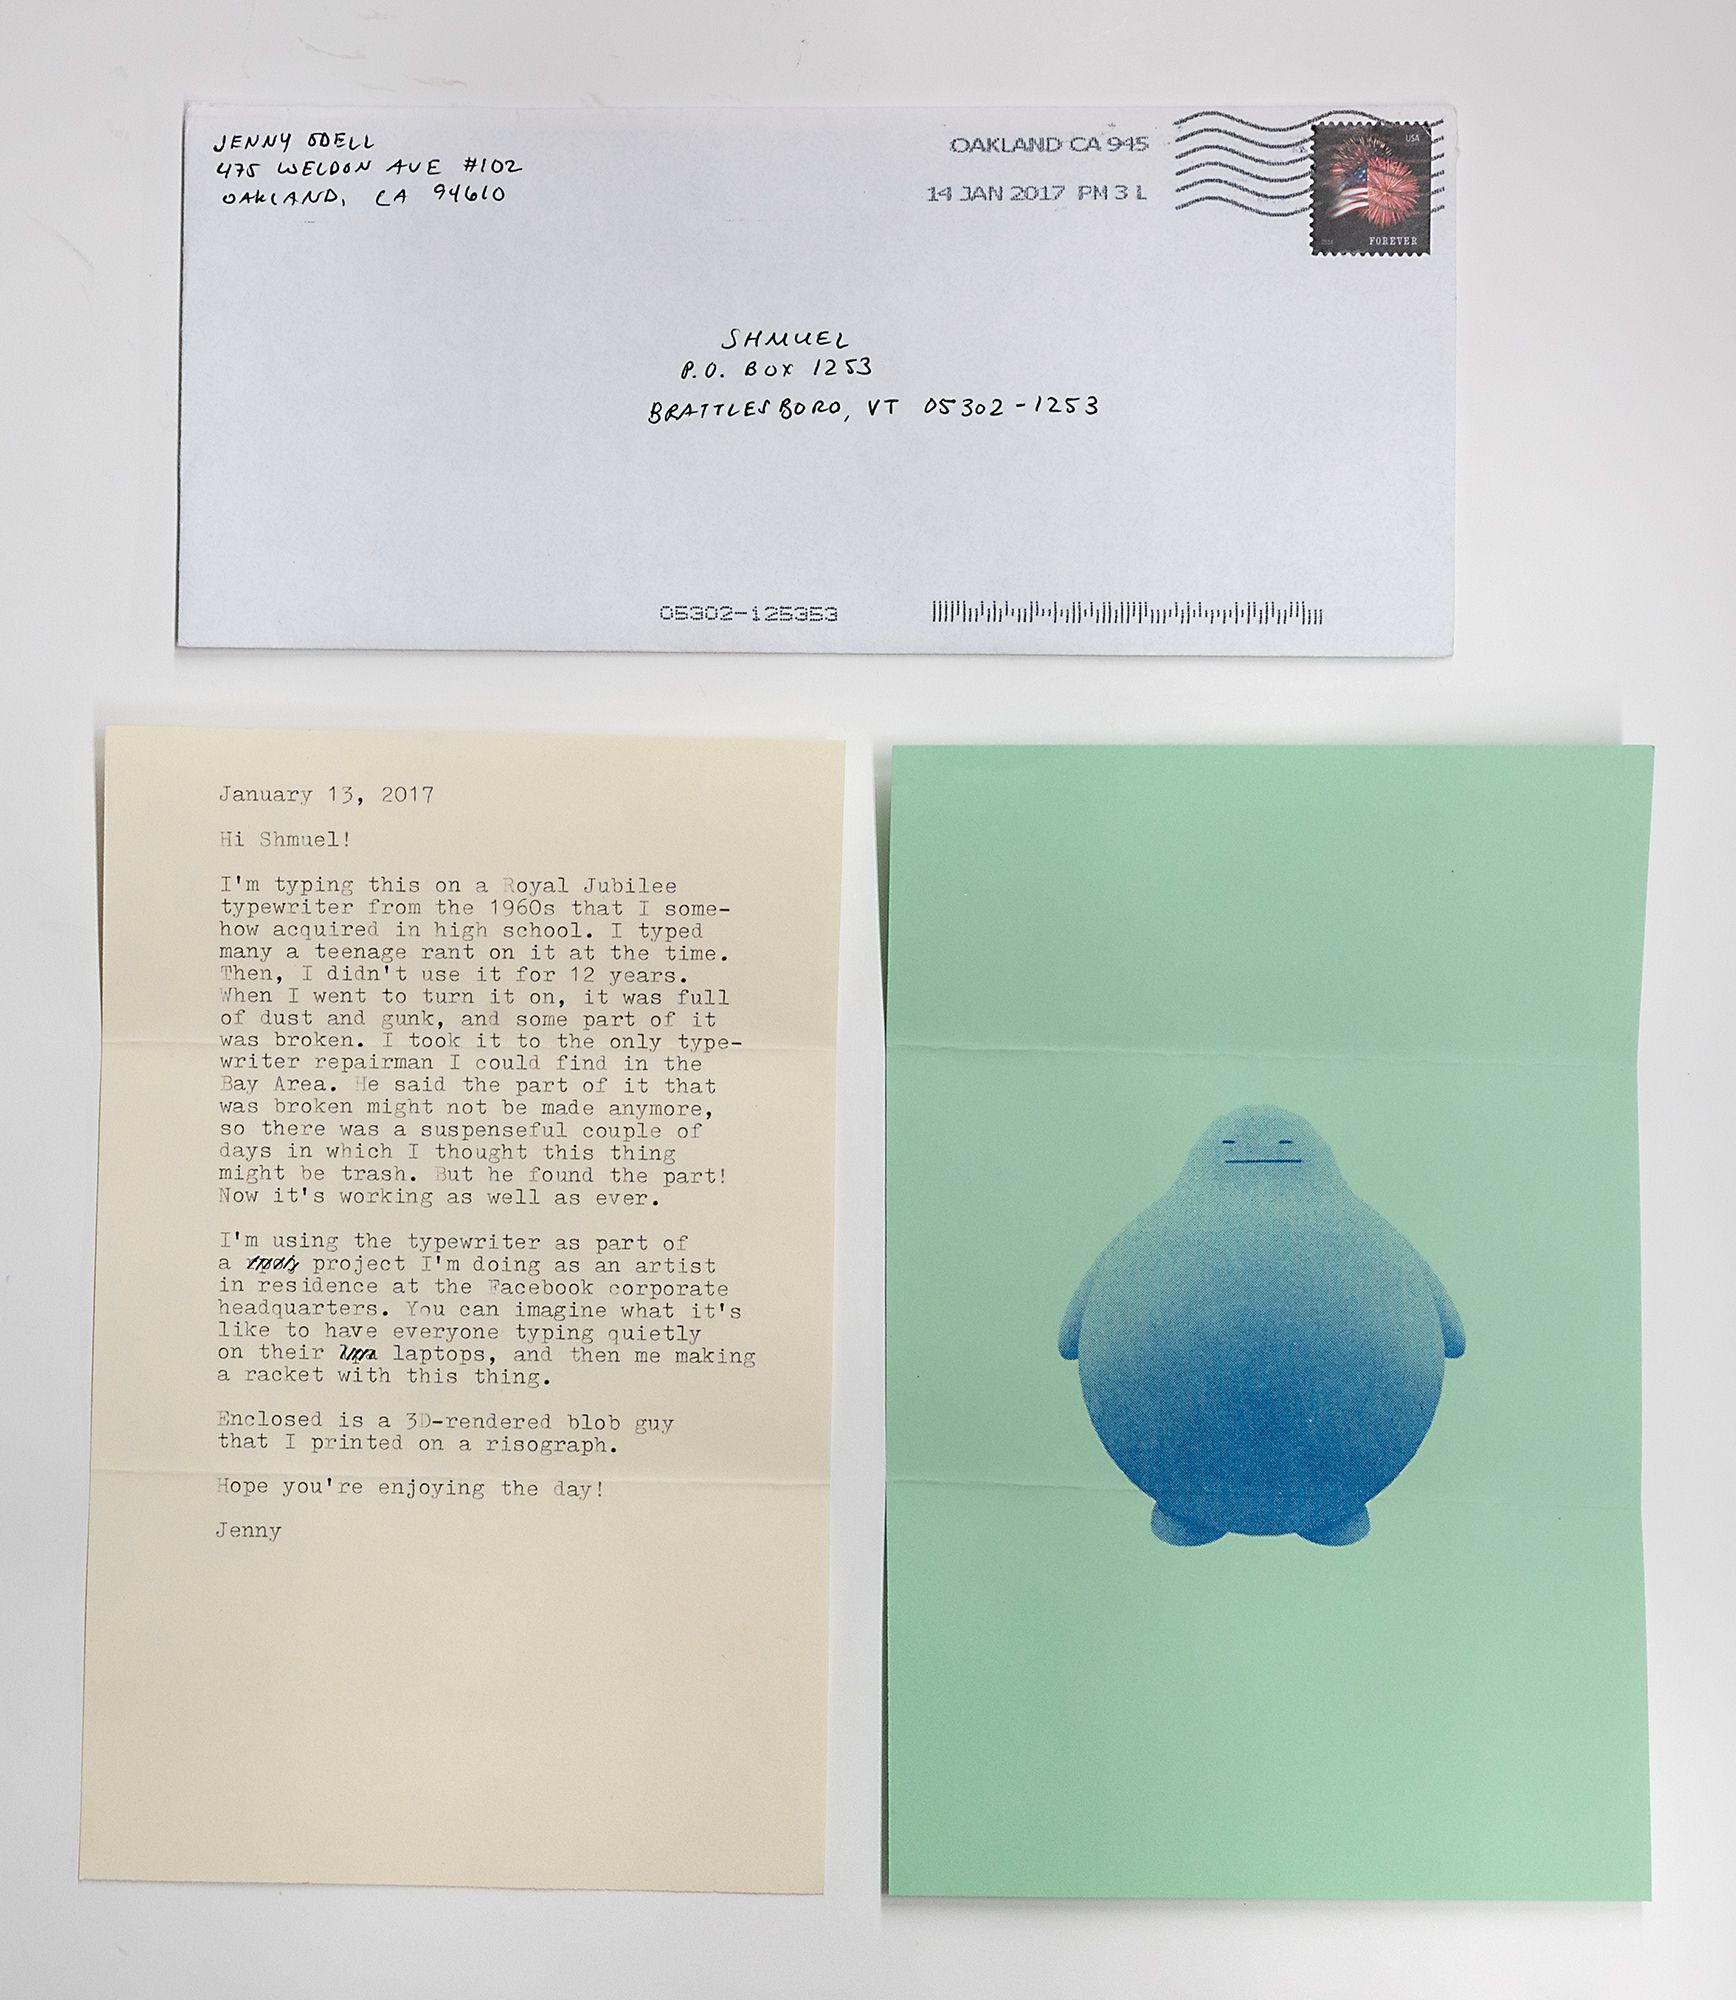 JENNY ODELL
475 WELDON AVE #102
OAKLAND, CA 94610
OAKLAND CA 945
14 JAN 2017 PM 3 L
USA
FOREVER
SHMUEL
P.O. BOX 1253
BRATTLESBORO, VT 05302-1253
05302-125353
January 13, 2017
Hi Shmuel!
I'm typing this on a Royal Jubilee
typewriter from the 1960s that I some-
how acquired in high school. I typed
many a teenage rant on it at the time.
Then, I didn't use it for 12 years.
When I went to turn it on, it was full
of dust and gunk, and some part of it
was broken. I took it to the only type-
writer repairman I could find in the
Bay Area. He said the part of it that
was broken might not be made anymore,
so there was a suspenseful couple of
days in which I thought this thing
might be trash. But he found the part!
Now it's working as well as ever.
I'm using the typewriter as part of
a project I'm doing as an artist
in residence at the Facebook corporate
headquarters. You can imagine what it's
like to have everyone typing quietly
on their laptops, and then me making
a racket with this thing.
Enclosed is a 3D-rendered blob guy
that I printed on a risograph.
Hope you're enjoying the day!
Jenny